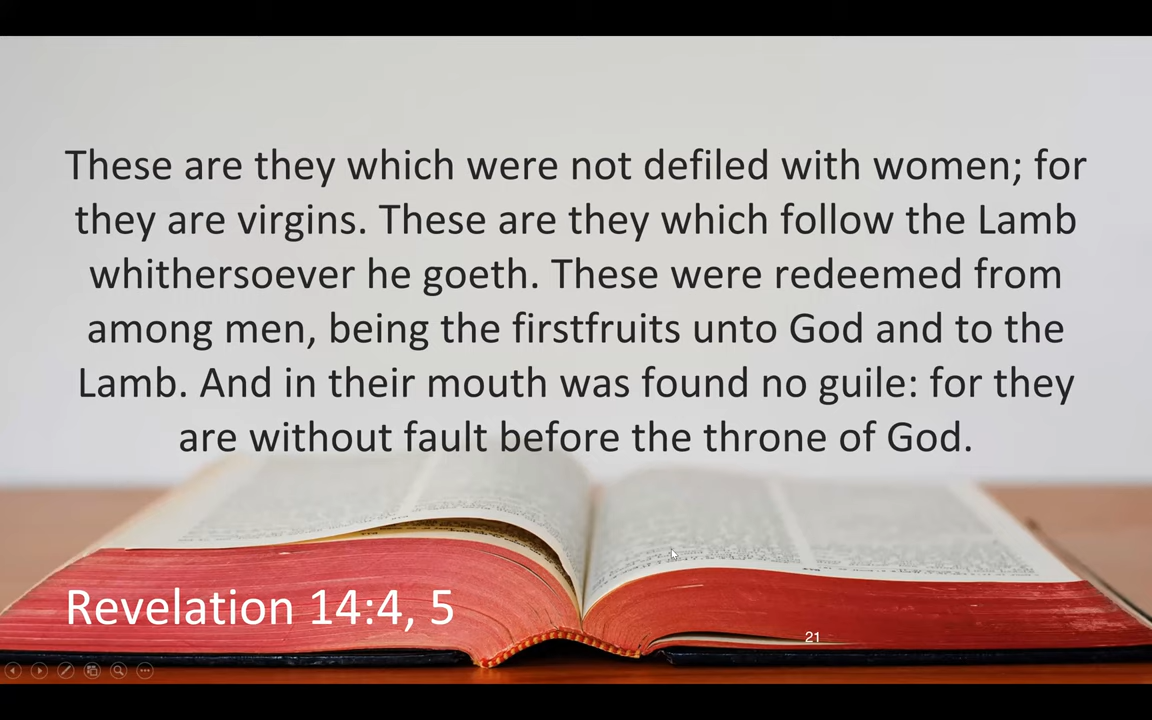 These are they which were not defiled with women; for
they are virgins. These are they which follow the Lamb
whithersoever he goeth. These were redeemed from
among men, being the firstfruits unto God and to the
Lamb. And in their mouth was found no guile: for they
are without fault before the throne of God.
Revelation 14:4, 5
21